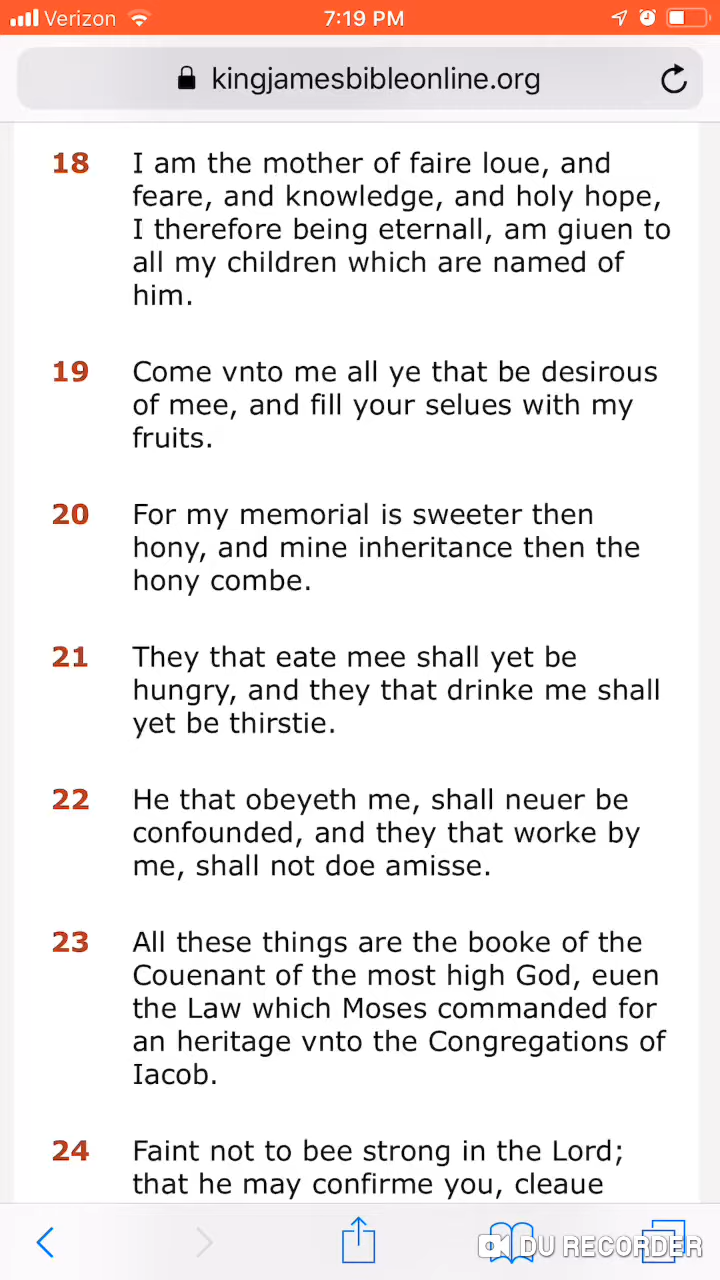 Verizon 7:19 PM
kingjamesbibleonline.org
18 I am the mother of faire loue, and
feare, and knowledge, and holy hope,
I therefore being eternall, am giuen to
all my children which are named of
him.
19 Come vnto me all ye that be desirous
of mee, and fill your selues with my
fruits.
20 For my memorial is sweeter then
hony, and mine inheritance then the
hony combe.
21 They that eate mee shall yet be
hungry, and they that drinke me shall
yet be thirstie.
22 He that obeyeth me, shall neuer be
confounded, and they that worke by
me, shall not doe amisse.
23 All these things are the booke of the
Couenant of the most high God, euen
the Law which Moses commanded for
an heritage vnto the Congregations of
Iacob.
24 Faint not to bee strong in the Lord;
that he may confirme you, cleaue
DU RECORDER